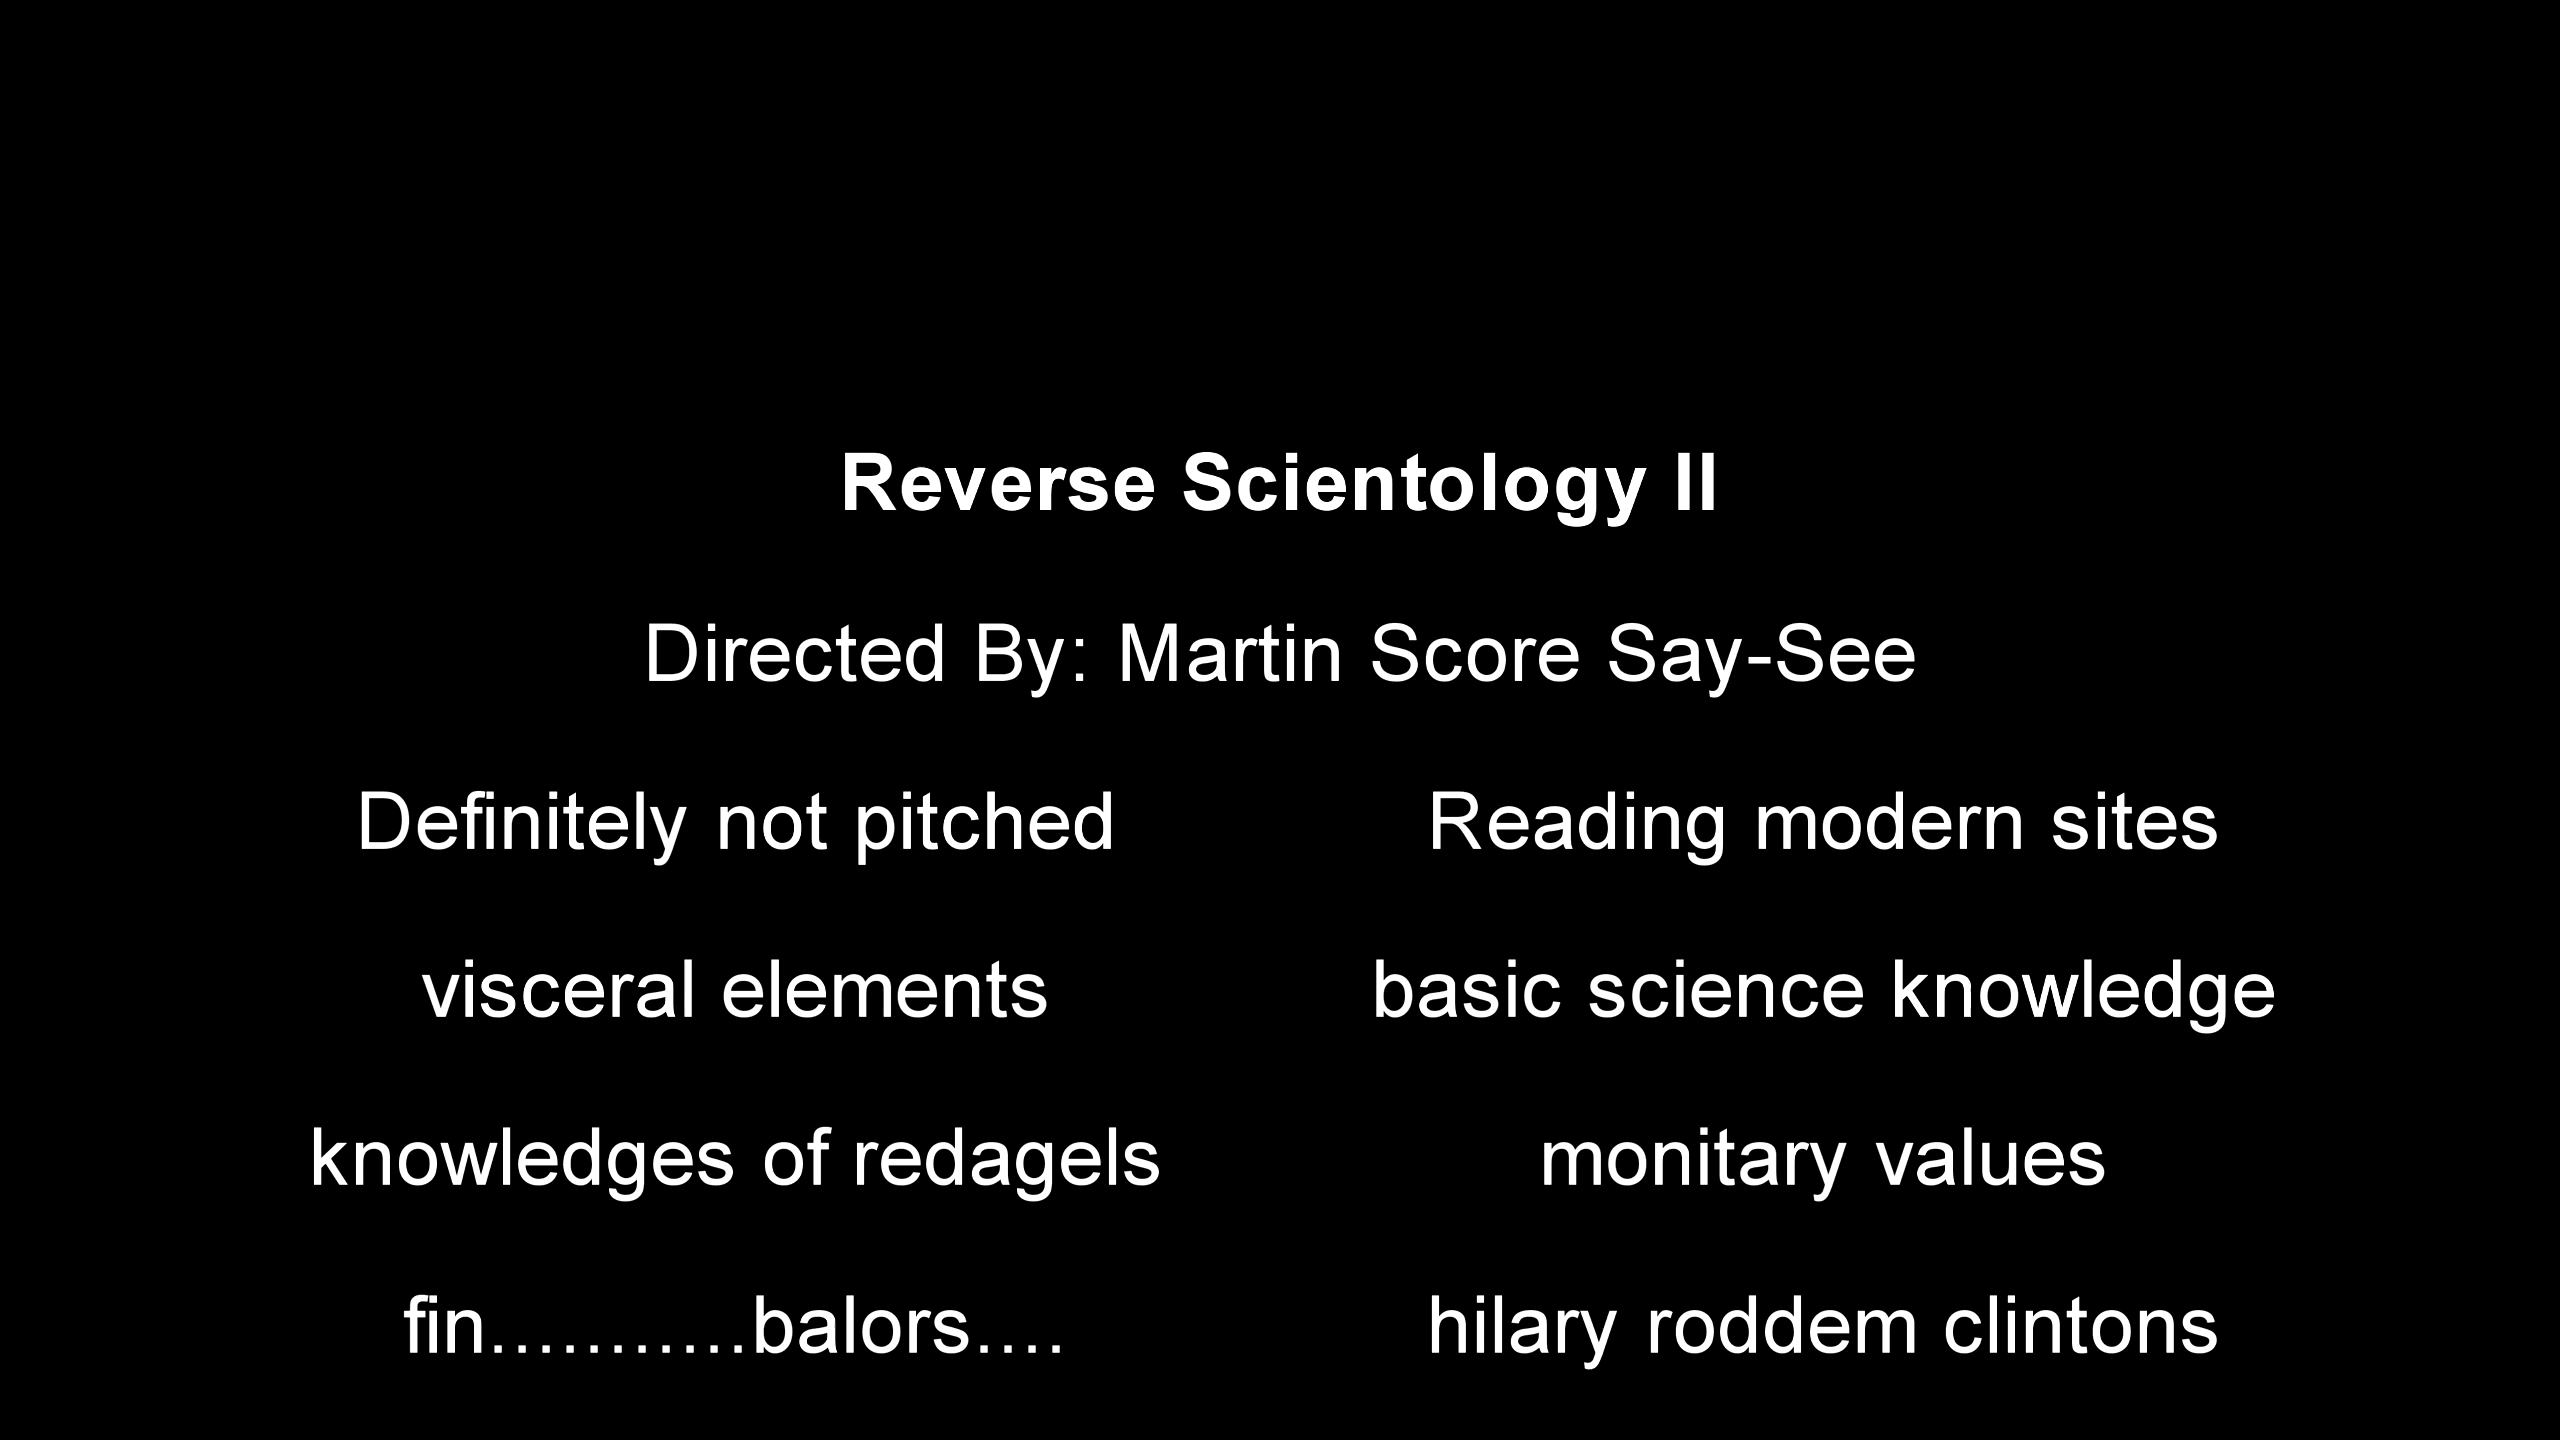 Reverse Scientology II
Directed By: Martin Score Say-See
Definitely not pitched Reading modern sites
visceral elements basic science knowledge
knowledges of redagels monitary values
fin...........balors.... hilary roddem clintons